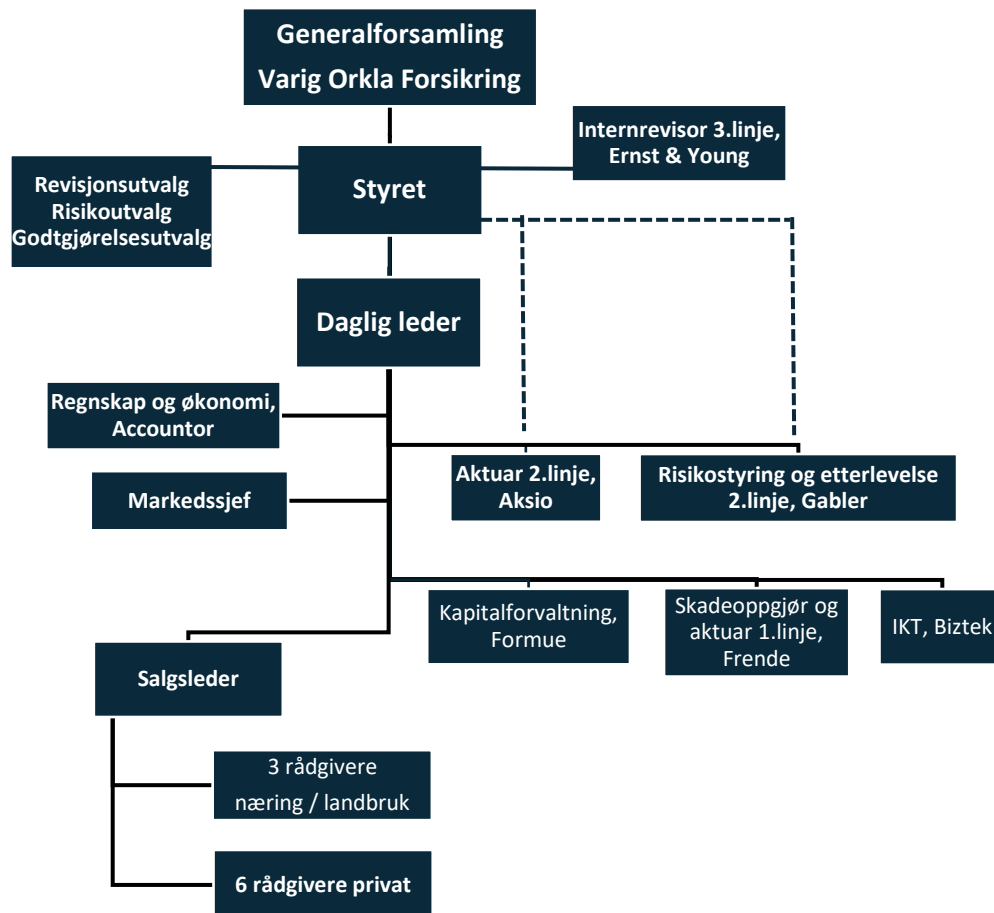 Generalforsamling
Varig Orkla Forsikring
Internrevisor 3.linje,
Ernst & Young
Revisjonsutvalg
Risikoutvalg
Godtgjørelsesutvalg
Styret
Daglig leder
Regnskap og økonomi,
Accountor
Markedssjef
Aktuar 2.linje,
Aksio
Risikostyring og etterlevelse
2.linje, Gabler
Kapitalforvaltning,
Formue
Skadeoppgjør og
aktuar 1.linje,
Frende
IKT, Biztek
Salgsleder
3 rådgivere
næring / landbruk
6 rådgivere privat